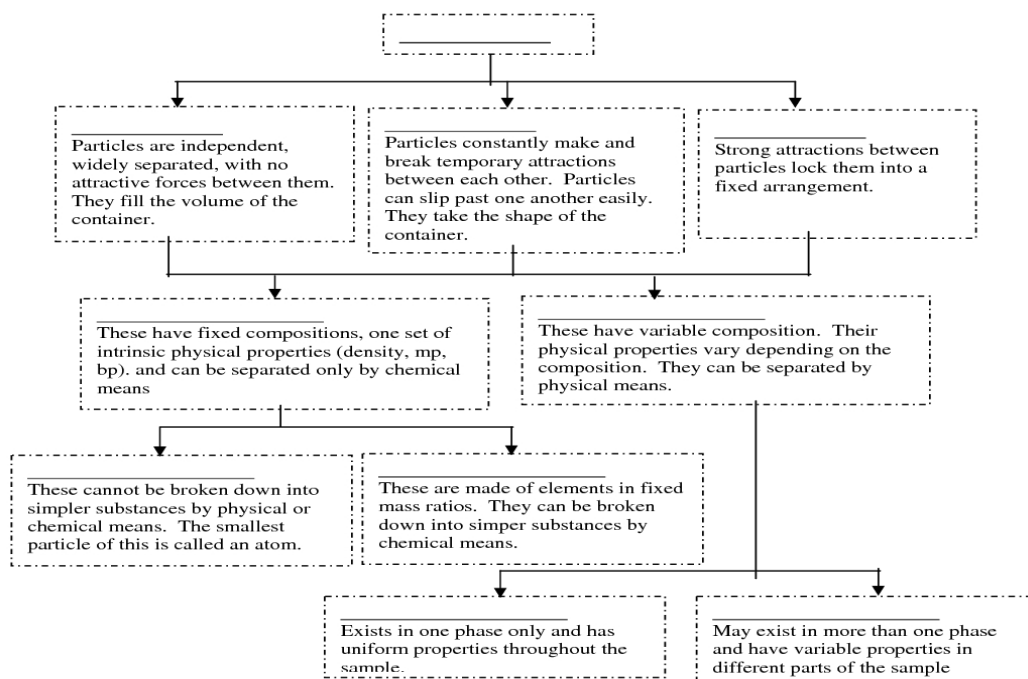 Particles are independent,
widely separated, with no
attractive forces between them.
They fill the volume of the
container.
Particles constantly make and
break temporary attractions
between each other. Particles
can slip past one another easily.
They take the shape of the
container.
Strong attractions between
particles lock them into a
fixed arrangement.
These have fixed compositions, one set of
intrinsic physical properties (density, mp,
bp). and can be separated only by chemical
means
These have variable composition. Their
physical properties vary depending on the
composition. They can be separated by
physical means.
These cannot be broken down into
simpler substances by physical or
chemical means. The smallest
particle of this is called an atom.
These are made of elements in fixed
mass ratios. They can be broken
down into simper substances by
chemical means.
Exists in one phase only and has
uniform properties throughout the
sample.
May exist in more than one phase
and have variable properties in
different parts of the sample